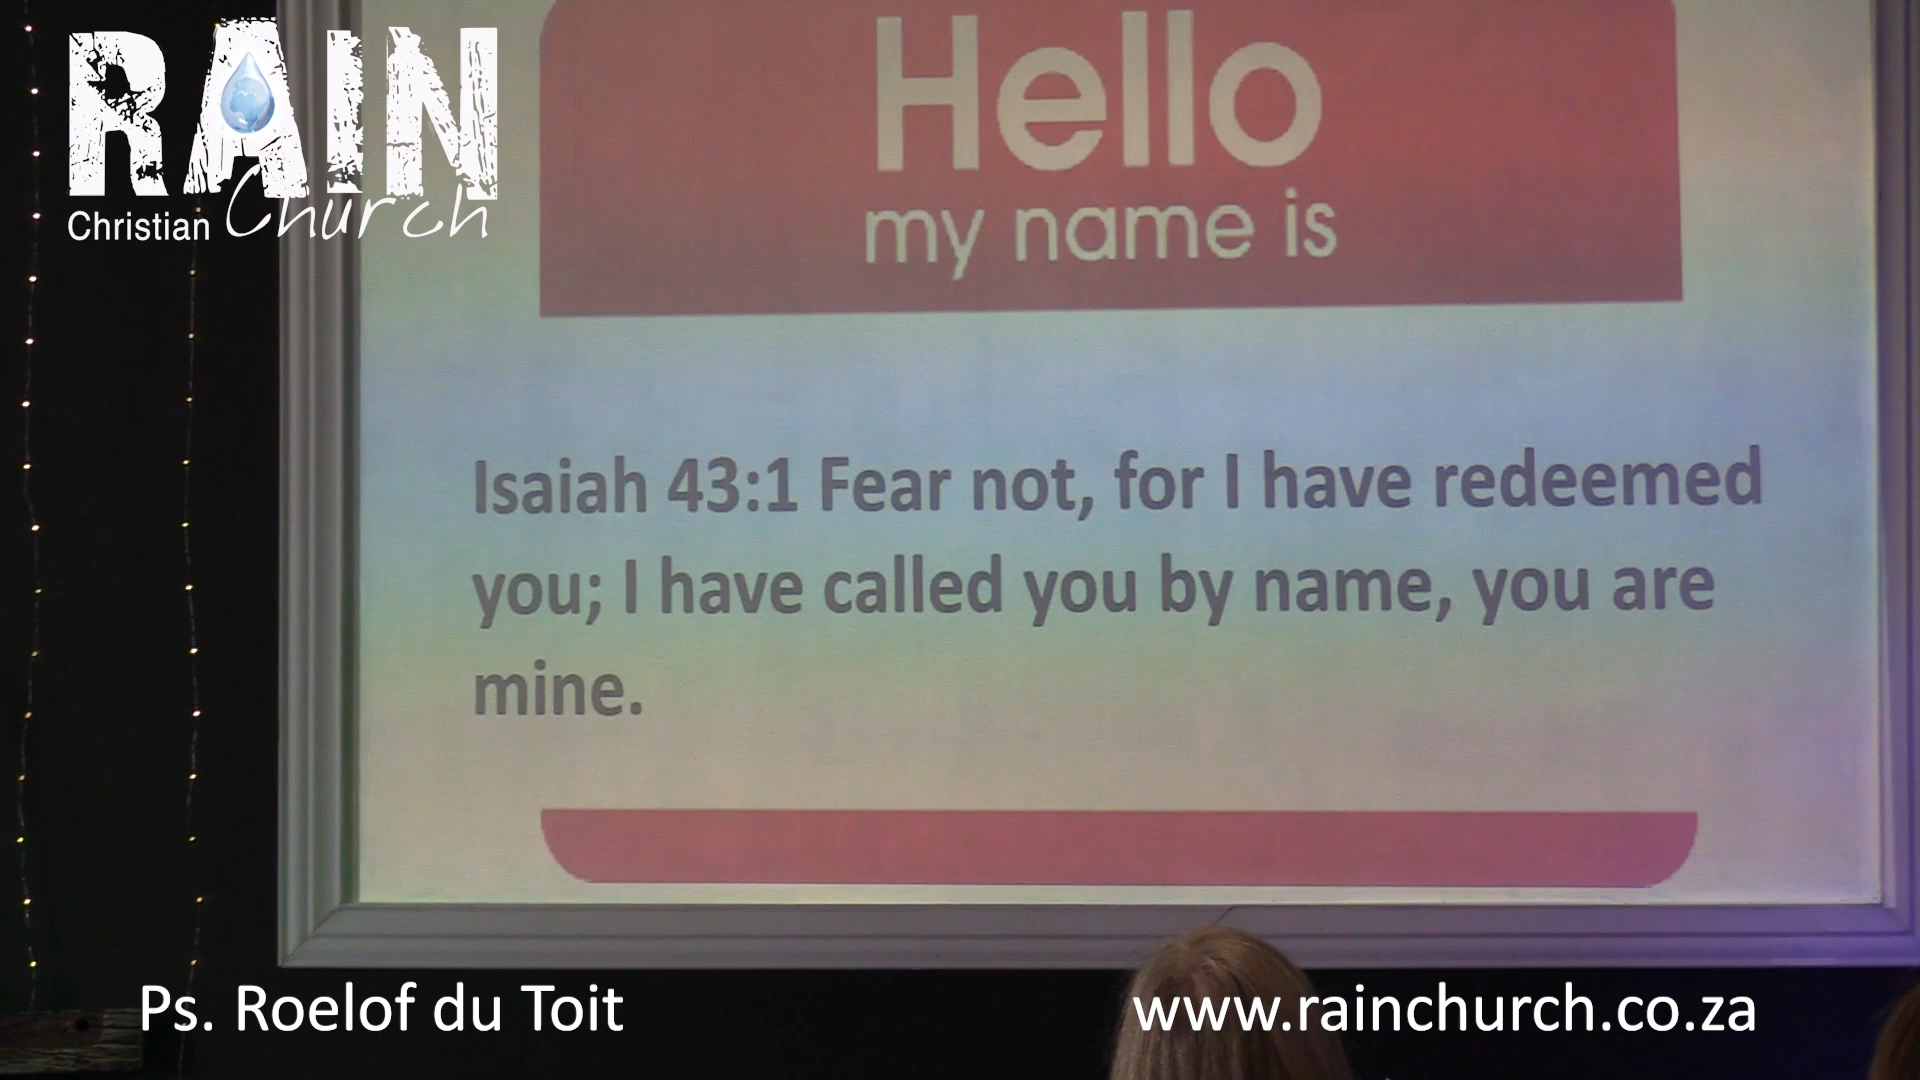 RAIN
Christian Church
Hello
my name is
Isaiah 43:1 Fear not, for I have redeemed
you; I have called you by name, you are
mine.
Ps. Roelof du Toit
www.rainchurch.co.za